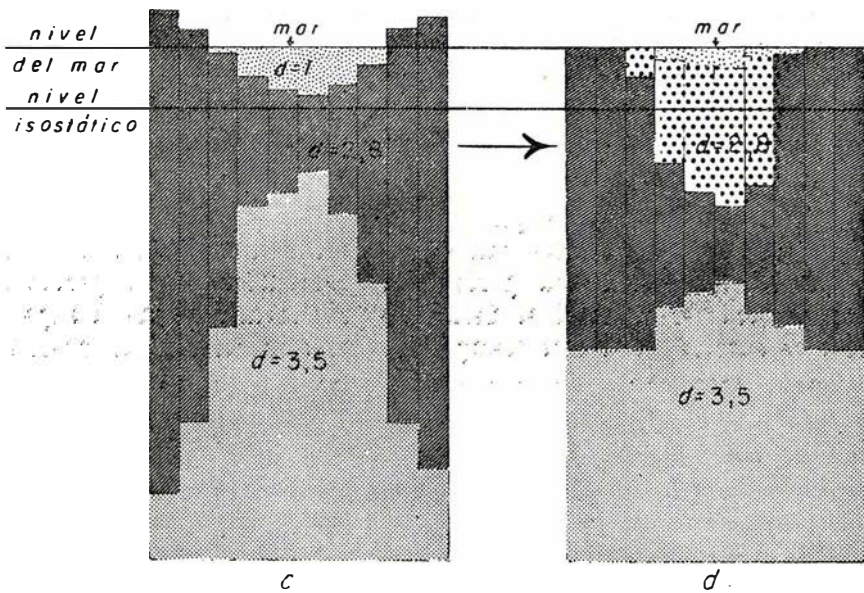 nivel
del mar
nivel
isostático
mar
d=1
d=2,8
d=3,5
c
mar
d=2,8
d=3,5
d